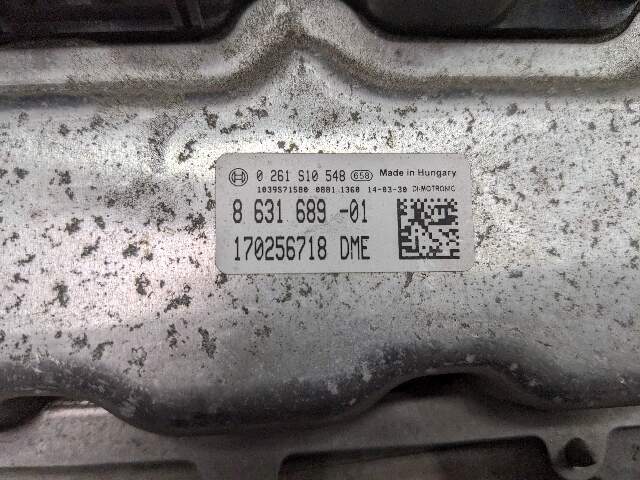 0 261 S10 548 658 Made in Hungary
1039S71580 0881.1360 14-03-30 DI-MOTRONIC
8 631 689 -01
170256718 DME